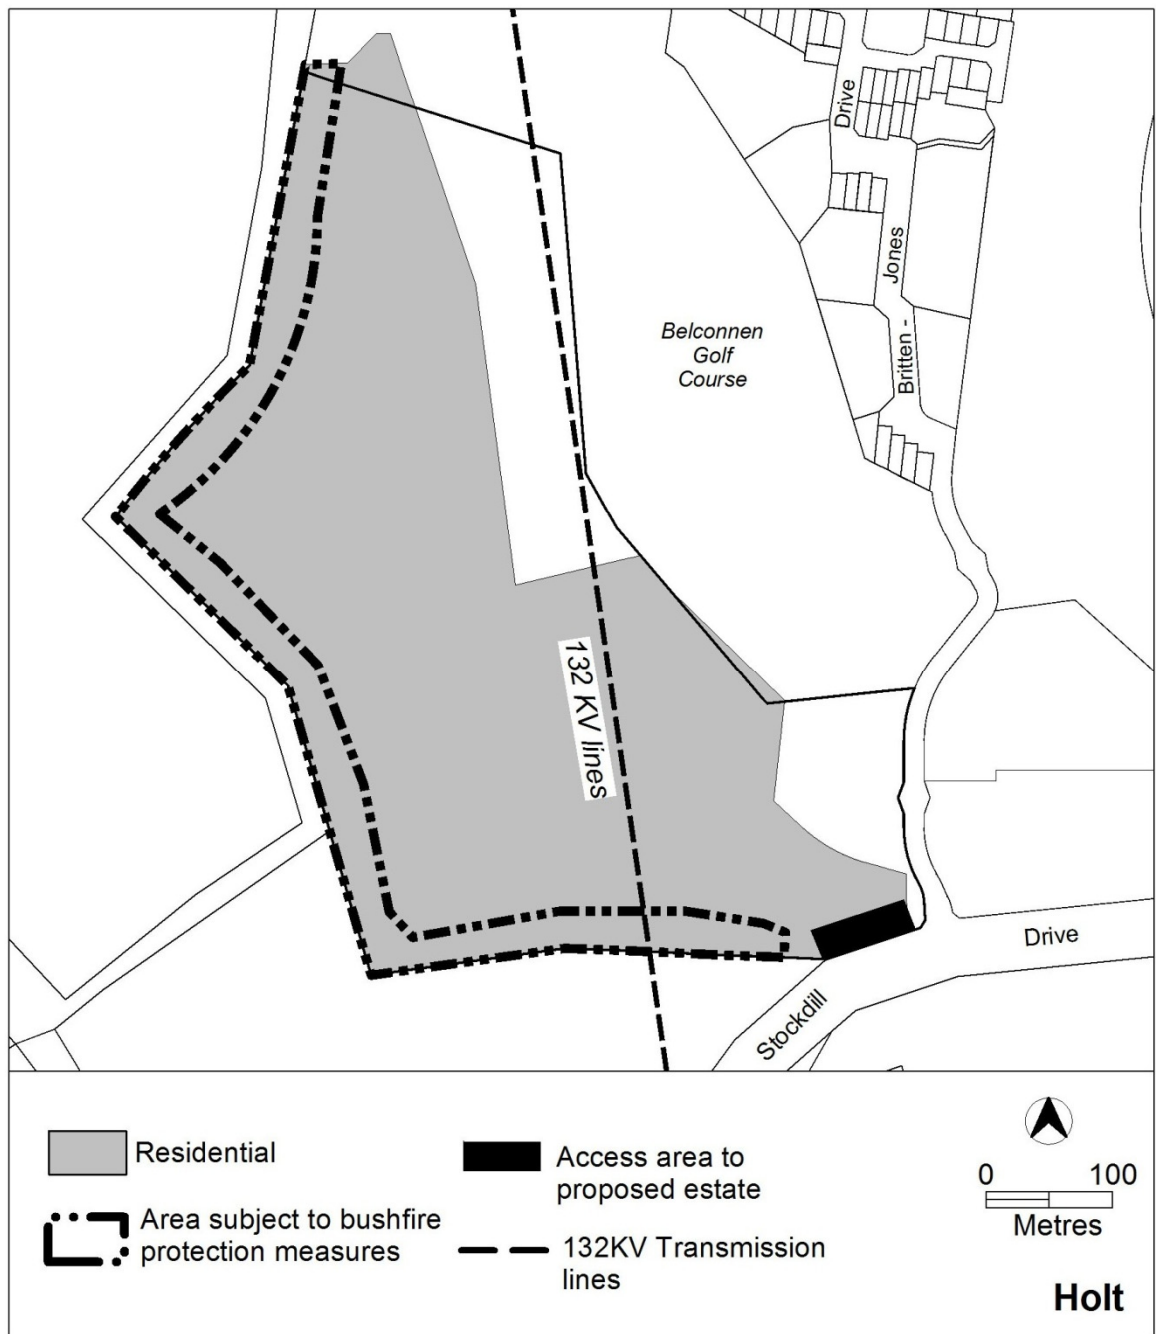 Drive
Jones
Britten -
Belconnen
Golf
Course
132 KV lines
Drive
Stockdill
Residential
Area subject to bushfire
protection measures
Access area to
proposed estate
132KV Transmission
lines
0 100
Metres
Holt